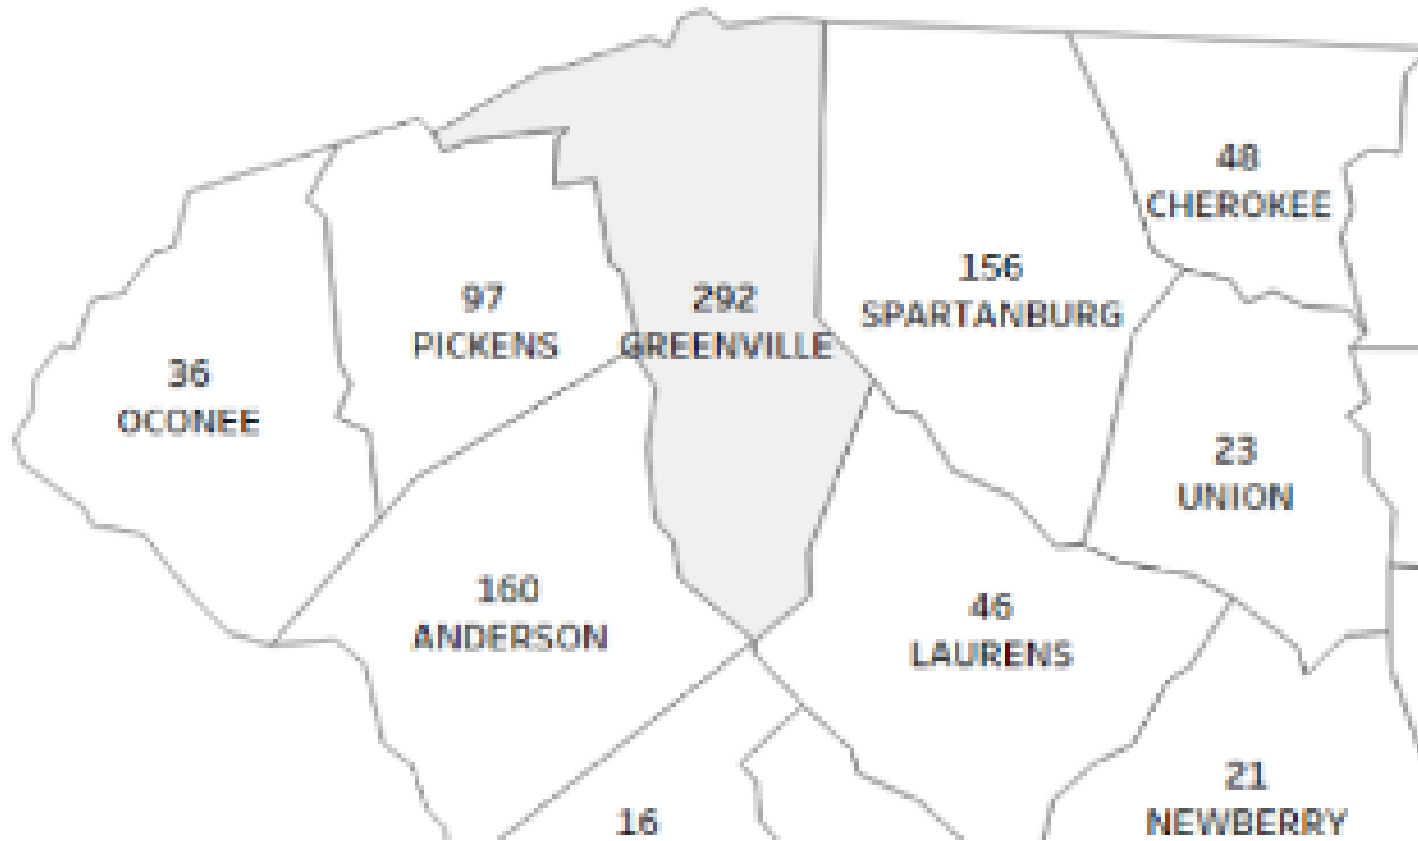 48
CHEROKEE
156
SPARTANBURG
97
PICKENS
292
GREENVILLE
36
OCONEE
23
UNION
160
ANDERSON
46
LAURENS
21
NEWBERRY
16